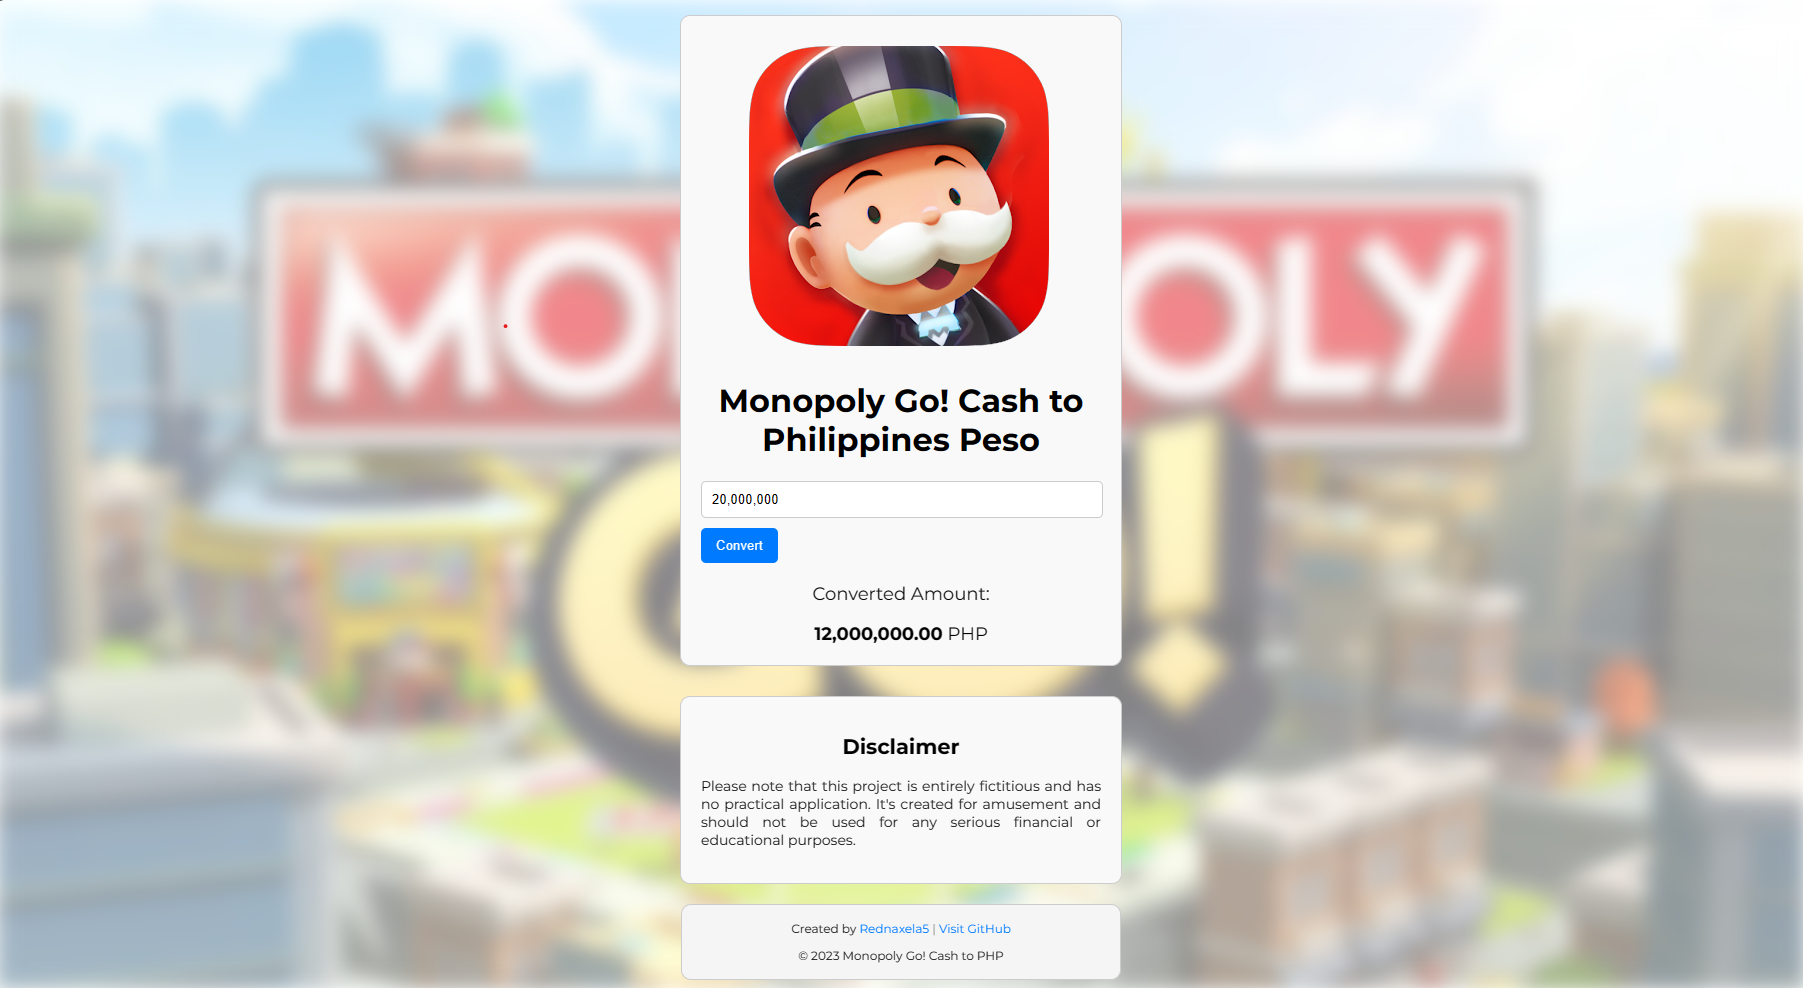 MO
OLY
GO!
Monopoly Go! Cash to
Philippines Peso
20,000,000
Convert
Converted Amount:
12,000,000.00 PHP
Disclaimer
Please note that this project is entirely fictitious and has
no practical application. It's created for amusement and
should not be used for any serious financial or
educational purposes.
Created by Rednaxela5 | Visit GitHub
© 2023 Monopoly Go! Cash to PHP